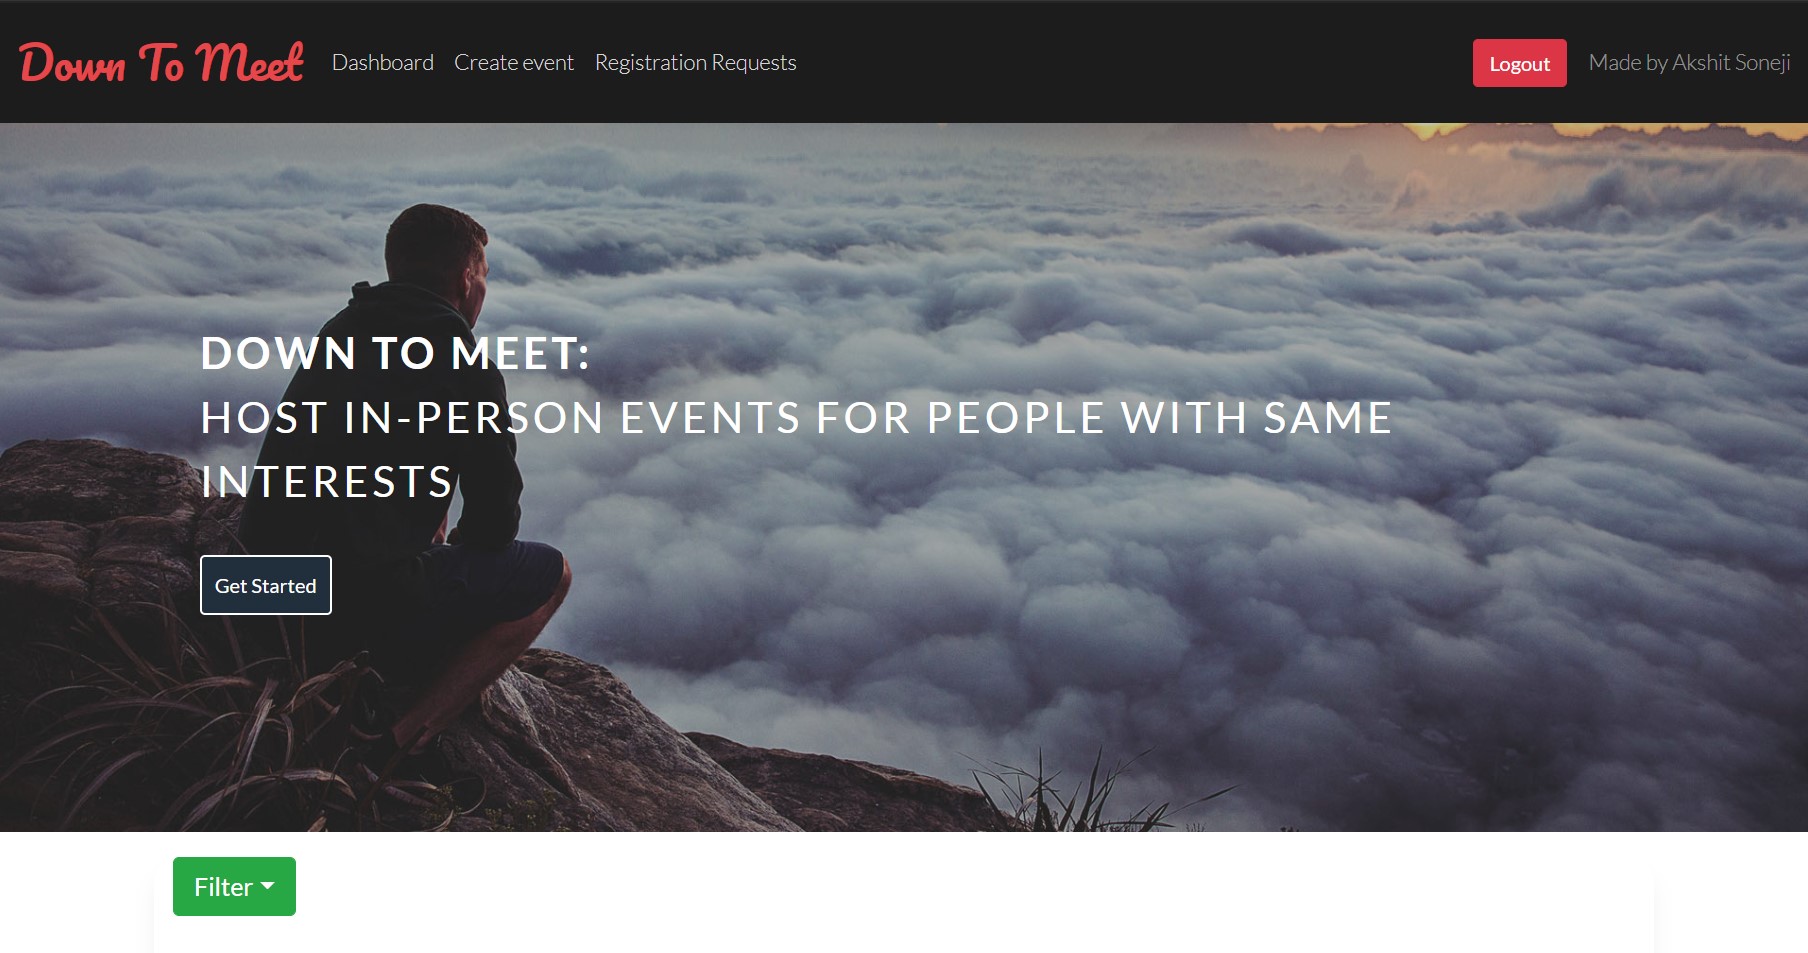 Down To Meet Dashboard Create event Registration Requests Logout Made by Akshit Soneji
DOWN TO MEET:
HOST IN-PERSON EVENTS FOR PEOPLE WITH SAME
INTERESTS
Get Started
Filter